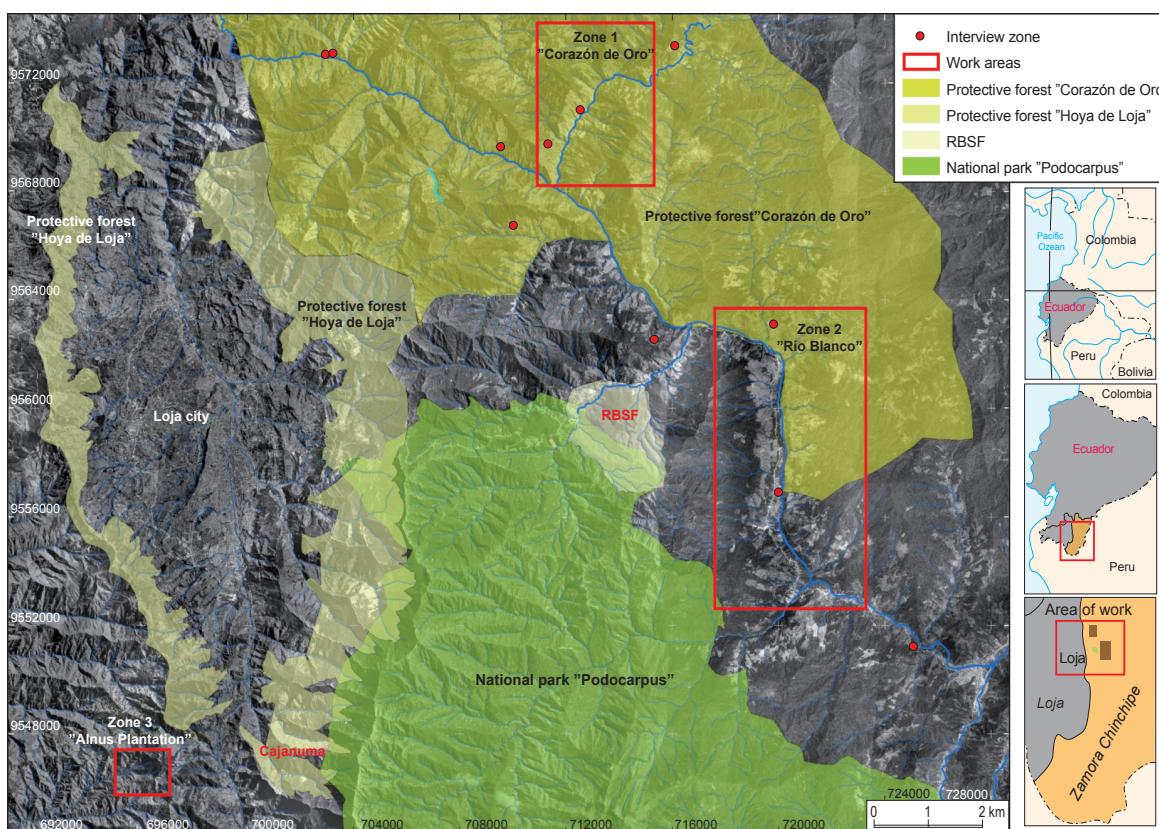 Zone 1
"Corazón de Oro"
Interview zone
Work areas
Protective forest "Corazón de Oro
Protective forest "Hoya de Loja"
RBSF
National park "Podocarpus"
9572000
9568000
9564000
956000
9556000
9552000
9548000
Protective forest
"Hoya de Loja"
Protective forest"Corazón de Oro"
Protective forest
"Hoya de Loja"
Zone 2
"Río Blanco"
Loja city
RBSF
National park "Podocarpus"
Zone 3
"Alnus Plantation"
Cajanuma
692000
696000
700000
704000
708000
712000
716000
720000
724000
728000
0 1 2 km
Pacific
Ozean
Colombia
Ecuador
Peru
Bolivia
Colombia
Ecuador
Peru
Area of work
Loja
Loja
Zamora Chinchipe